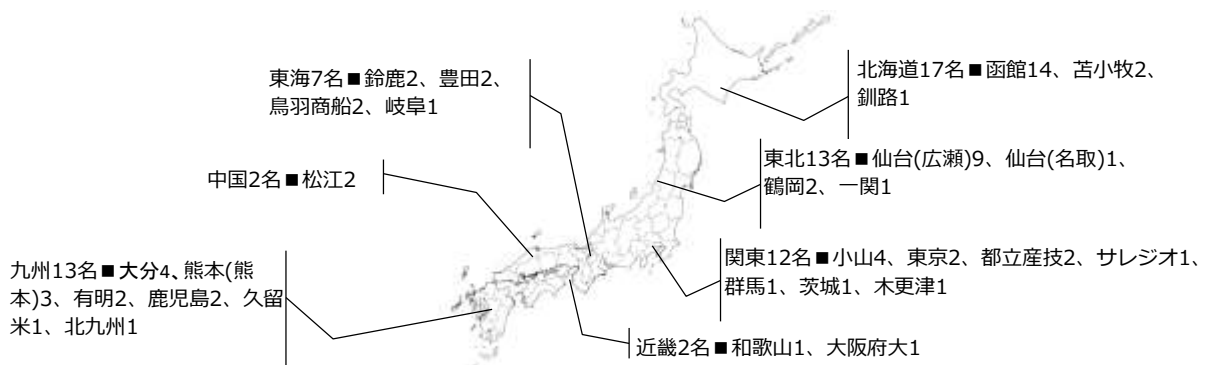 北海道17名■函館14、苫小牧2、
釧路1
東海7名■鈴鹿2、豊田2、
鳥羽商船2、岐阜1
東北13名■仙台(広瀬)9、仙台(名取)1、
鶴岡2、一関1
中国2名■松江2
関東12名■小山4、東京2、都立産技2、サレジオ1、
群馬1、茨城1、木更津1
九州13名■大分4、熊本(熊
本)3、有明2、鹿児島2、久留
米1、北九州1
近畿2名■和歌山1、大阪府大1